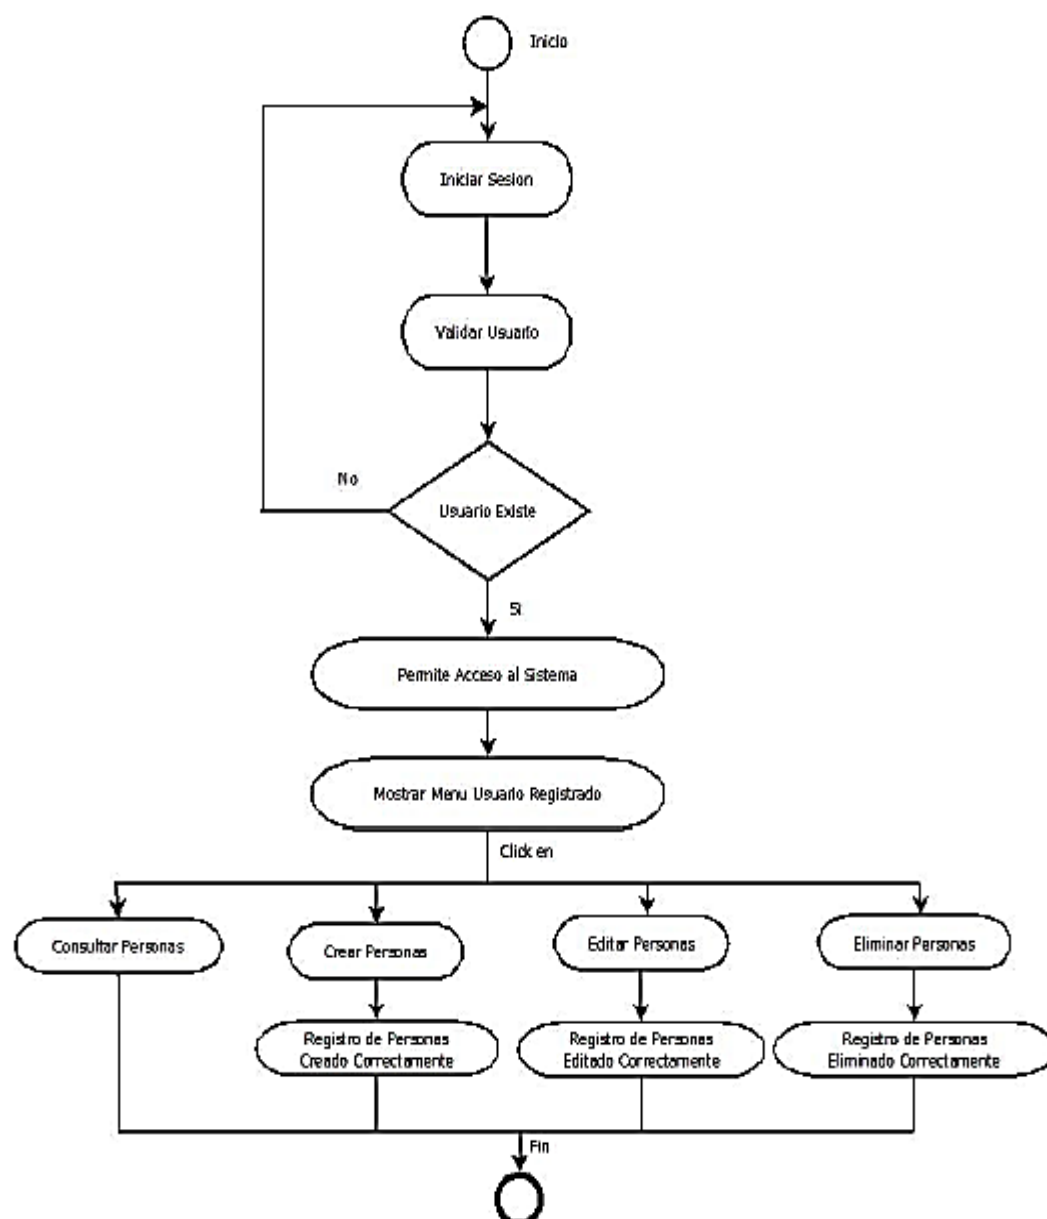 Inicio
Iniciar Sesion
Validar Usuario
No
Usuario Existe
Si
Permite Acceso al Sistema
Mostrar Menu Usuario Registrado
Click en
Consultar Personas
Crear Personas
Editar Personas
Eliminar Personas
Registro de Personas
Creado Correctamente
Registro de Personas
Editado Correctamente
Registro de Personas
Eliminado Correctamente
Fin